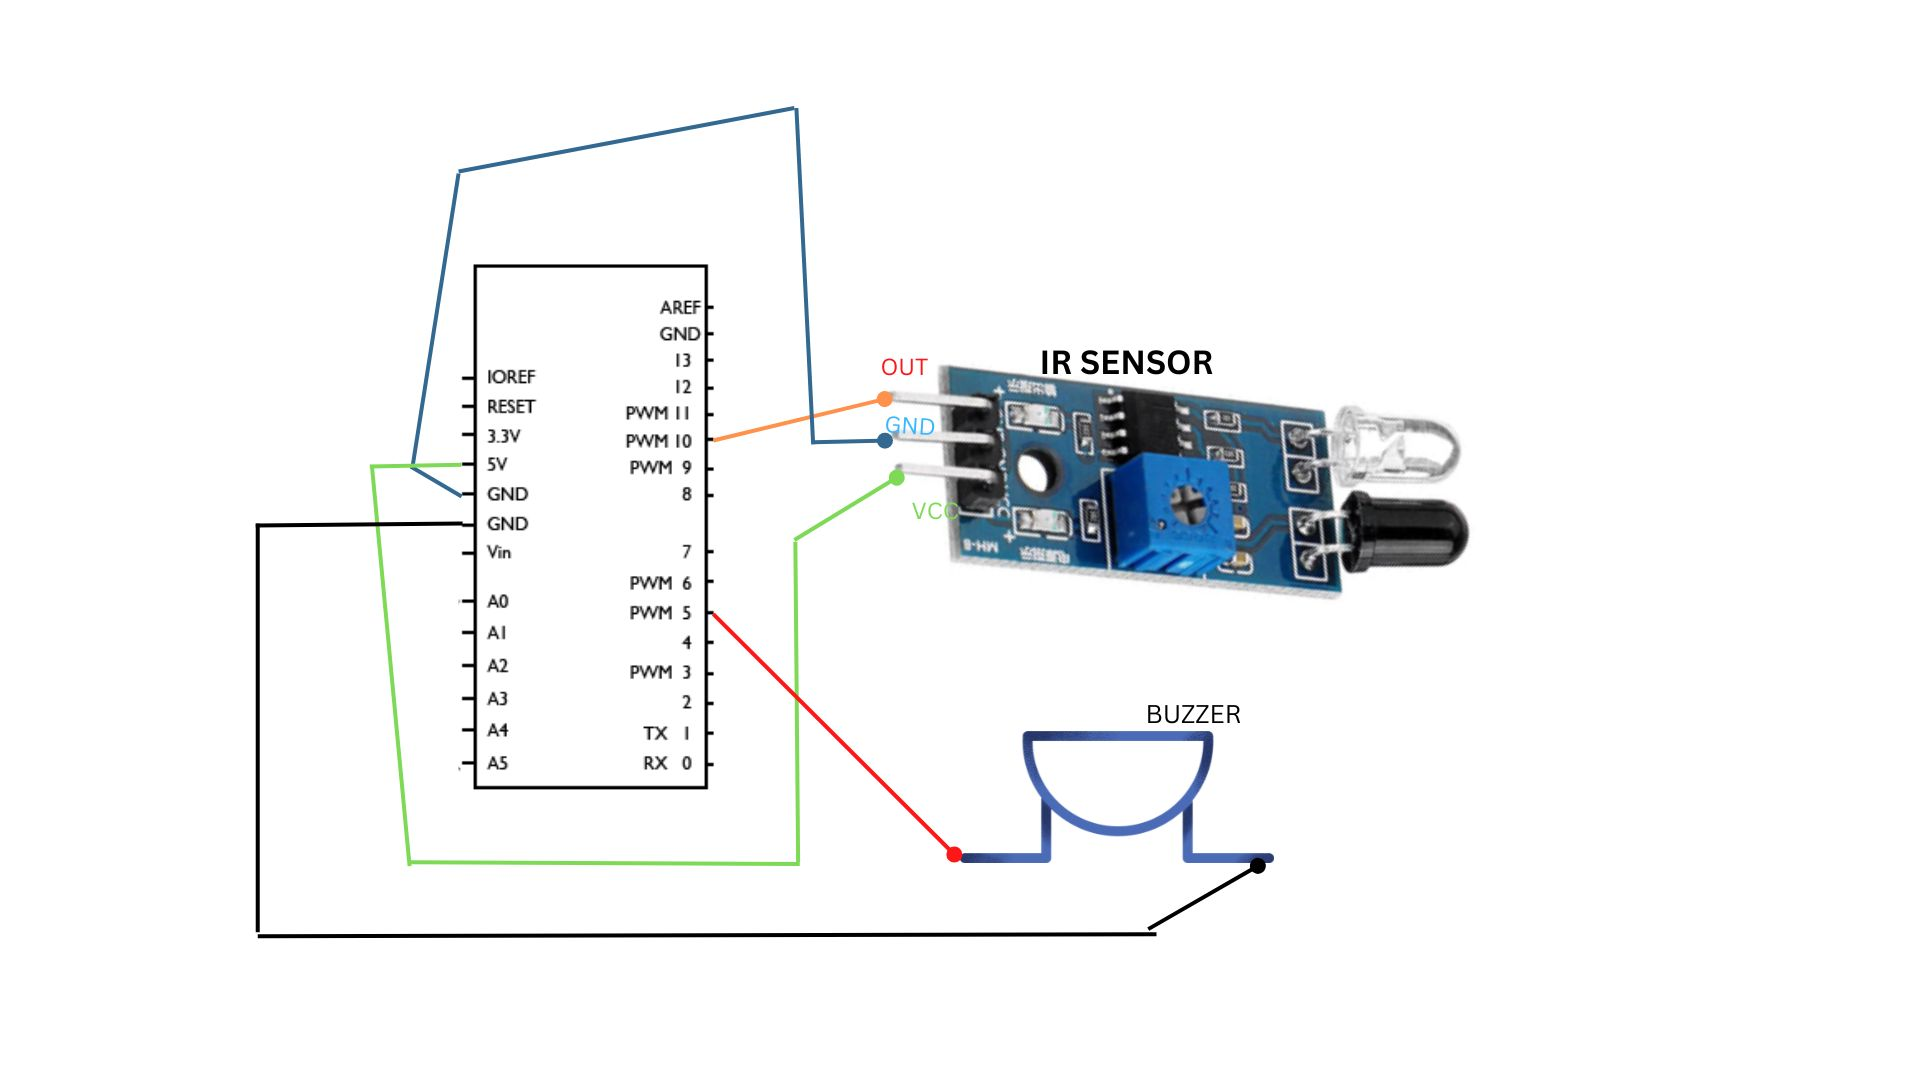 AREF
GND
13
12
PWM 11
PWM 10
PWM 9
8
7
PWM 6
PWM 5
4
PWM 3
2
TX 1
RX 0
IOREF
RESET
3.3V
5V
GND
GND
Vin
A0
A1
A2
A3
A4
A5
OUT
GND
VCC
IR SENSOR
MH-B
BUZZER